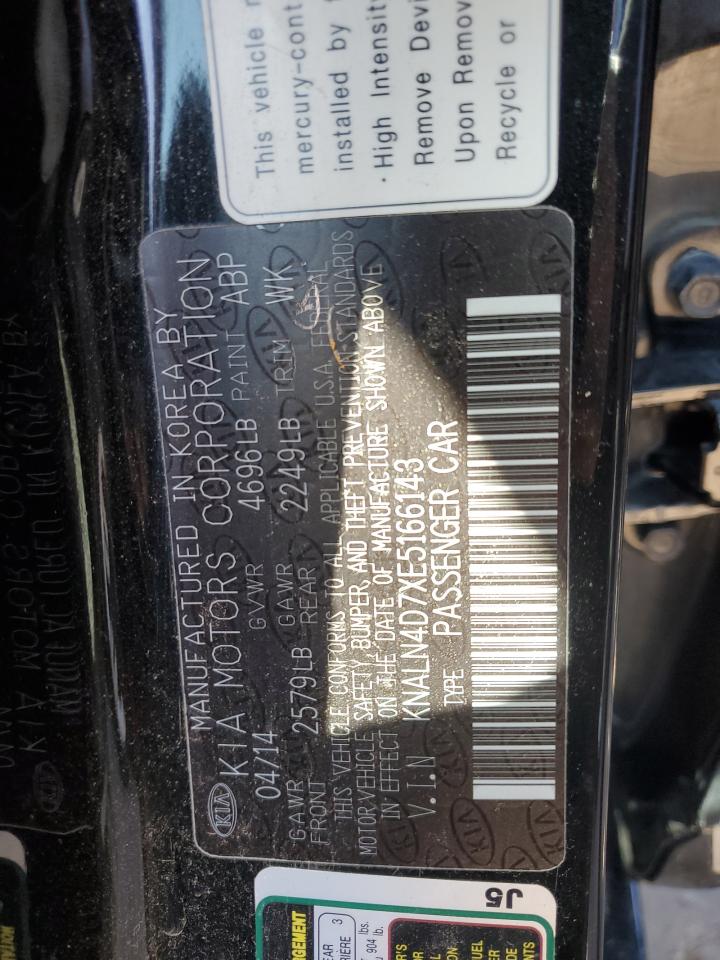 This vehicle
mercury-cont
installed by
· High Intensity
Remove Devi
Upon Remov
Recycle or
KIA
MANUFACTURED IN KOREA BY
KIA MOTORS CORPORATION
04/14 GVWR 4696LB PAINT ABP
GAWR FRONT 2579LB GAWR REAR 2249LB TRIM WK
THIS VEHICLE CONFORMS TO ALL APPLICABLE U.S.A. FEDERAL
MOTOR VEHICLE SAFETY, BUMPER, AND THEFT PREVENTION STANDARDS
IN EFFECT ON THE DATE OF MANUFACTURE SHOWN ABOVE
V.I.N KNALN4D7XE5166143
TYPE PASSENGER CAR
J5